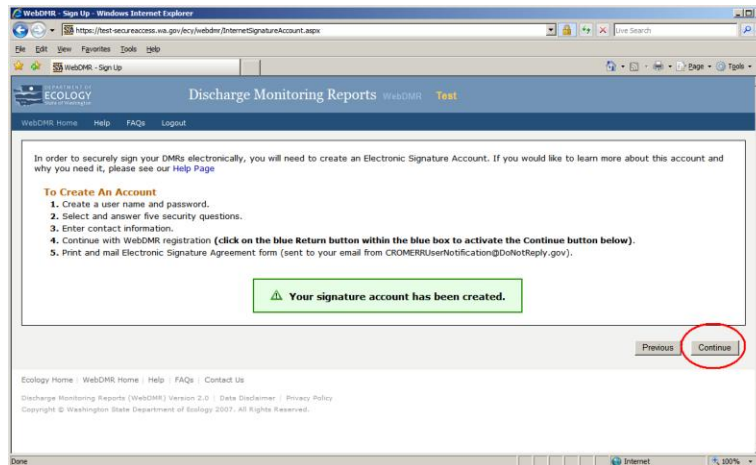 WebDMR - Sign Up - Windows Internet Explorer
https://test-secureaccess.wa.gov/ecy/webdmr/InternetSignatureAccount.aspx
Live Search
File Edit View Favorites Tools Help
WebDMR - Sign Up
Page Tools
DEPARTMENT OF
ECOLOGY
State of Washington
Discharge Monitoring Reports WebDMR Test
WebDMR Home Help FAQs Logout
In order to securely sign your DMRs electronically, you will need to create an Electronic Signature Account. If you would like to learn more about this account and
why you need it, please see our Help Page
To Create An Account
1. Create a user name and password.
2. Select and answer five security questions.
3. Enter contact information.
4. Continue with WebDMR registration (click on the blue Return button within the blue box to activate the Continue button below).
5. Print and mail Electronic Signature Agreement form (sent to your email from CROMERRUserNotification@DoNotReply.gov).
Your signature account has been created.
Previous Continue
Ecology Home | WebDMR Home | Help | FAQs | Contact Us
Discharge Monitoring Reports (WebDMR) Version 2.0 | Data Disclaimer | Privacy Policy
Copyright © Washington State Department of Ecology 2007. All Rights Reserved.
Done Internet 100%